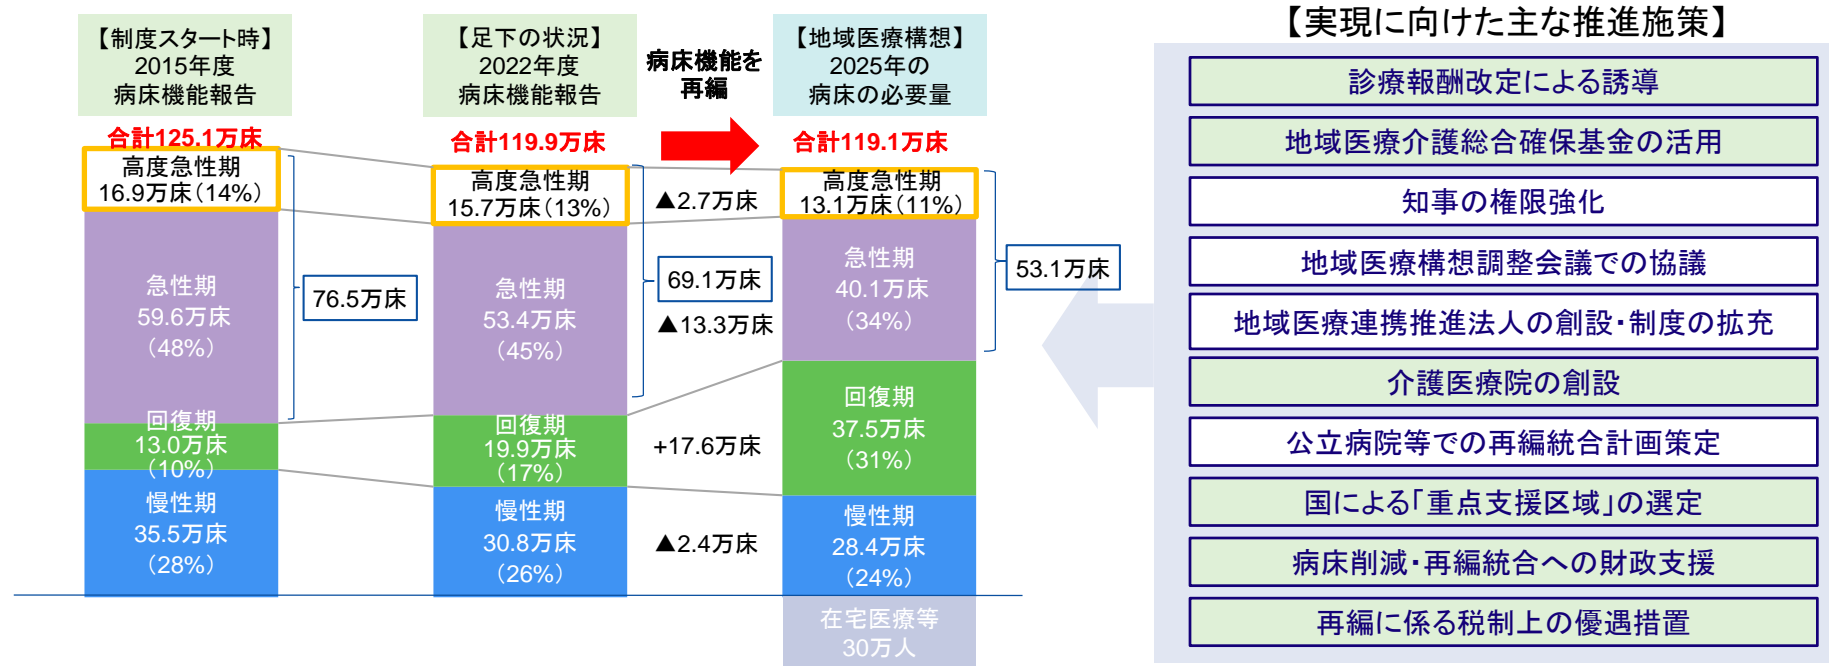 【制度スタート時】
2015年度
病床機能報告
合計125.1万床
高度急性期
16.9万床(14%)
急性期
59.6万床
(48%)
76.5万床
回復期
13.0万床
(10%)
慢性期
35.5万床
(28%)
【足下の状況】
2022年度
病床機能報告
合計119.9万床
高度急性期
15.7万床(13%)
急性期
53.4万床
(45%)
69.1万床
回復期
19.9万床
(17%)
慢性期
30.8万床
(26%)
病床機能を
再編
▲2.7万床
▲13.3万床
+17.6万床
▲2.4万床
【地域医療構想】
2025年の
病床の必要量
合計119.1万床
高度急性期
13.1万床(11%)
急性期
40.1万床
(34%)
53.1万床
回復期
37.5万床
(31%)
慢性期
28.4万床
(24%)
在宅医療等
30万人
【実現に向けた主な推進施策】
診療報酬改定による誘導
地域医療介護総合確保基金の活用
知事の権限強化
地域医療構想調整会議での協議
地域医療連携推進法人の創設・制度の拡充
介護医療院の創設
公立病院等での再編統合計画策定
国による「重点支援区域」の選定
病床削減・再編統合への財政支援
再編に係る税制上の優遇措置